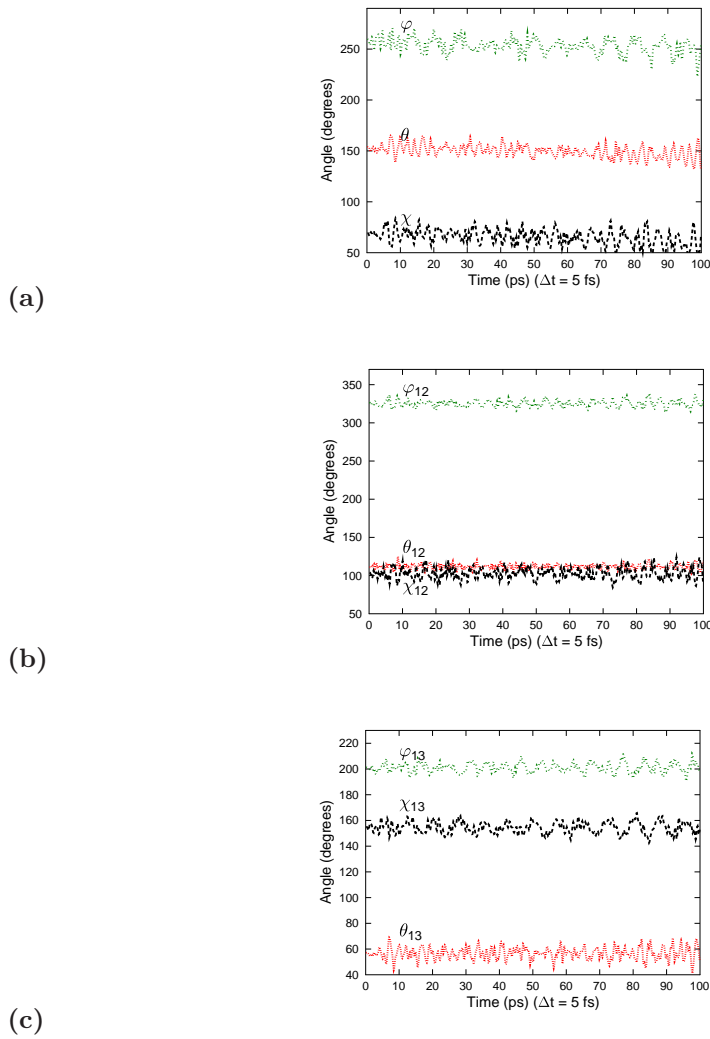 φ
250
200
θ
150
100
χ
50
0 10 20 30 40 50 60 70 80 90 100
Time (ps) (Δt = 5 fs)
Angle (degrees)
(a)
350
φ12
300
250
200
150
θ12
100
χ12
50
0 10 20 30 40 50 60 70 80 90 100
Time (ps) (Δt = 5 fs)
Angle (degrees)
(b)
220
φ13
200
180
χ13
160
140
120
100
80
θ13
60
40
0 10 20 30 40 50 60 70 80 90 100
Time (ps) (Δt = 5 fs)
Angle (degrees)
(c)